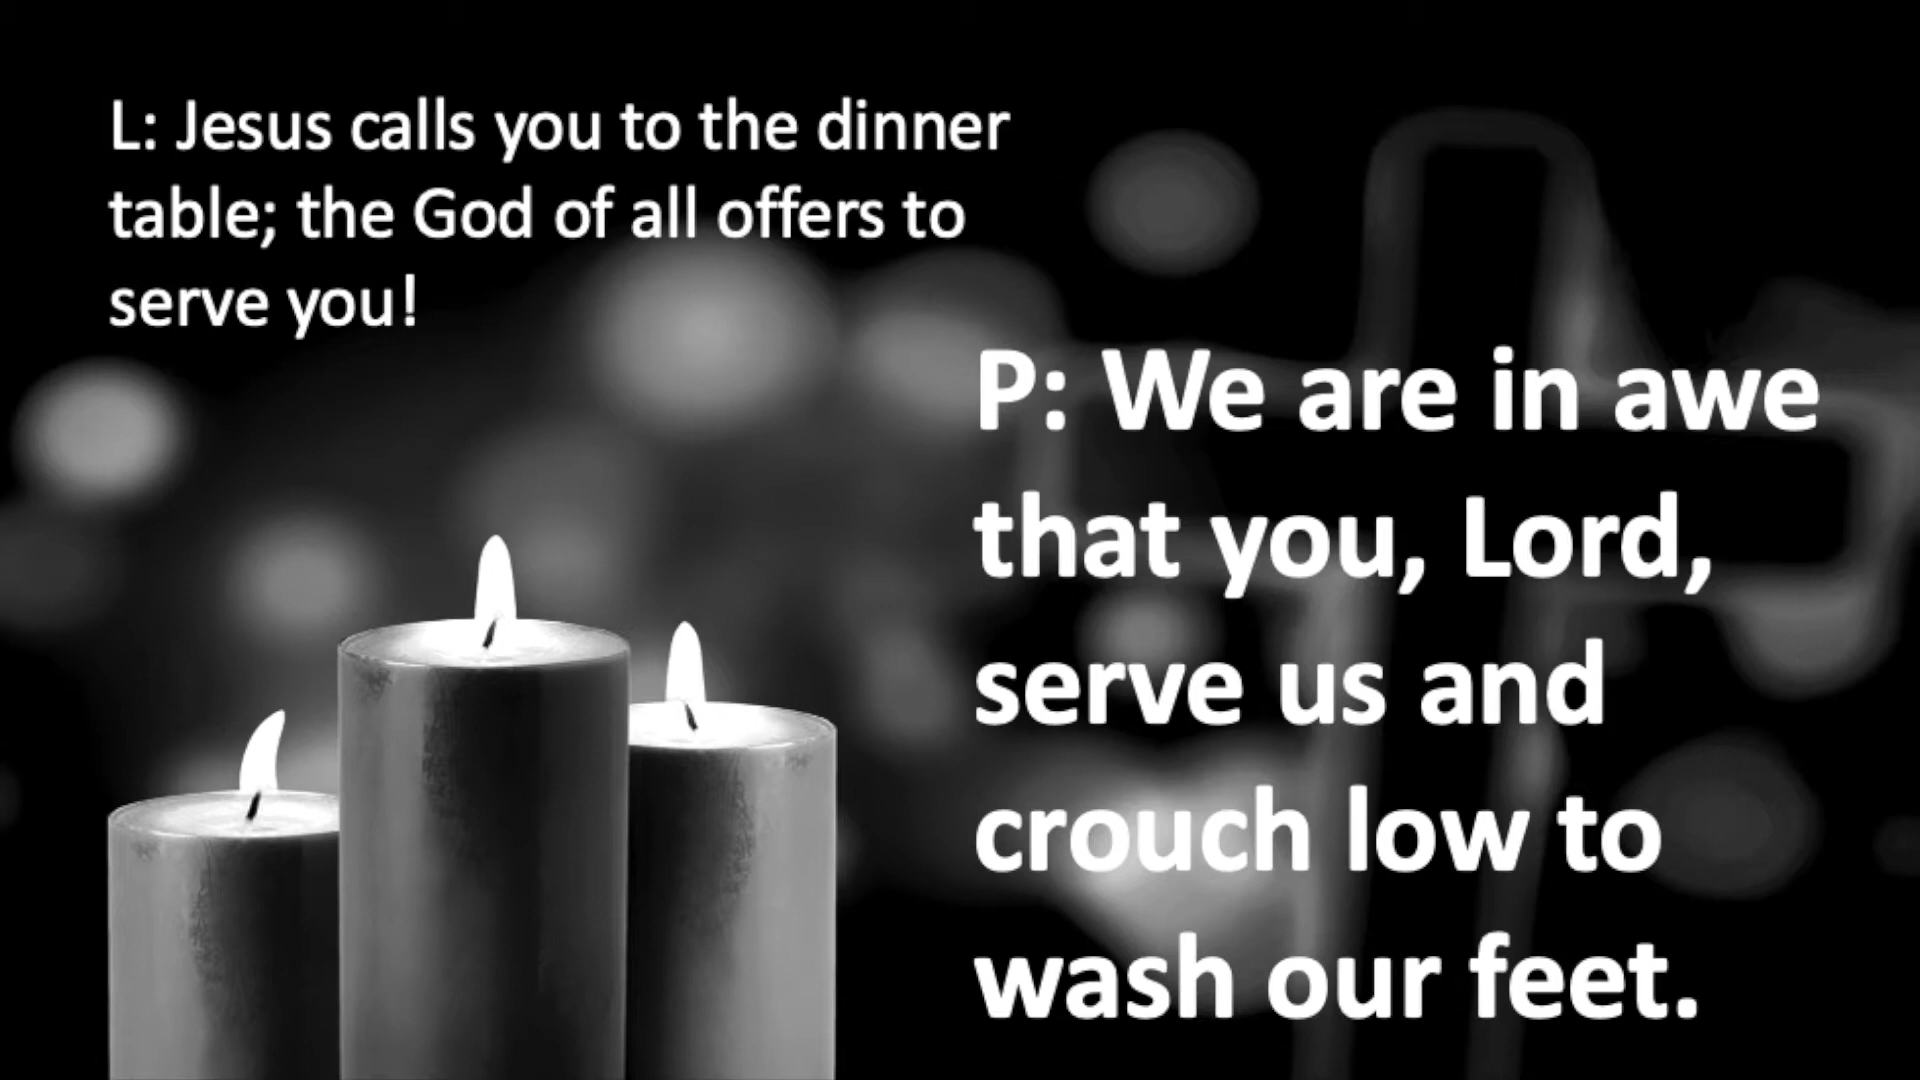 L: Jesus calls you to the dinner
table; the God of all offers to
serve you!
P: We are in awe
that you, Lord,
serve us and
crouch low to
wash our feet.